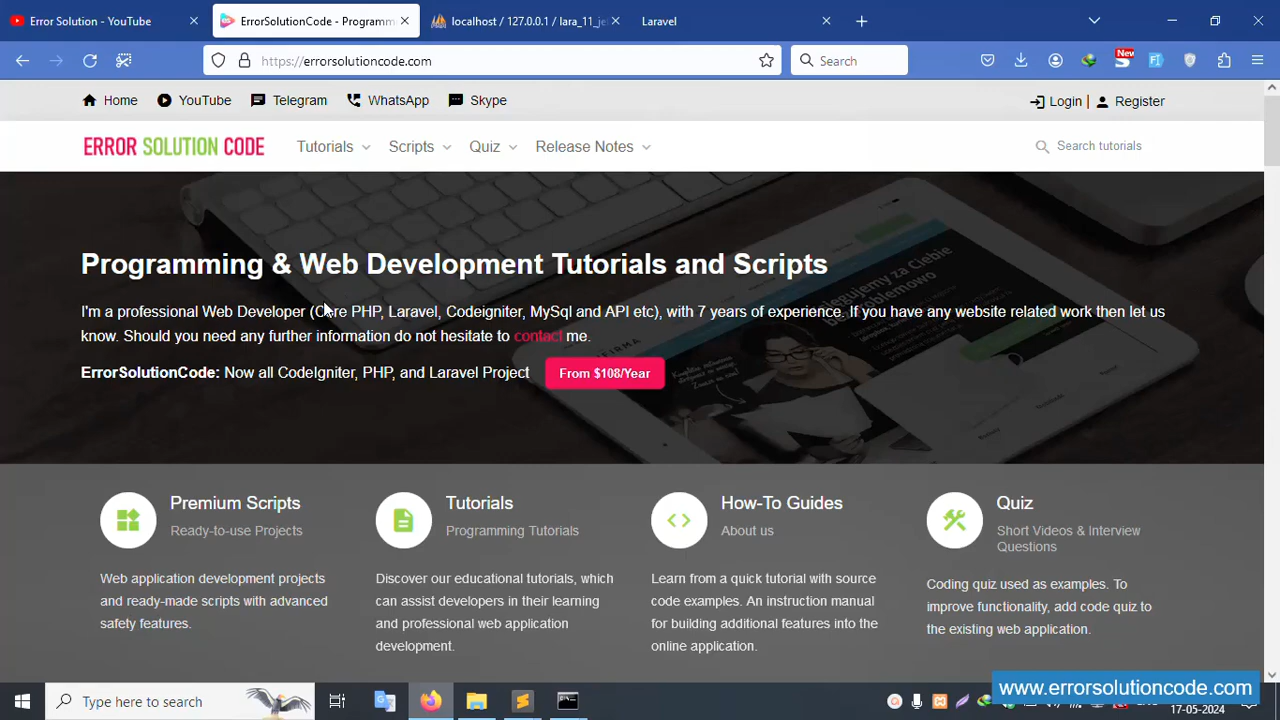 Error Solution - YouTube
ErrorSolutionCode - Programm
localhost / 127.0.0.1 / lara_11_je
Laravel
https://errorsolutioncode.com
Search
New
Home
YouTube
Telegram
WhatsApp
Skype
Login |
Register
ERROR SOLUTION CODE
Tutorials
Scripts
Quiz
Release Notes
Search tutorials
Programming & Web Development Tutorials and Scripts
I'm a professional Web Developer (Core PHP, Laravel, Codeigniter, MySql and API etc), with 7 years of experience. If you have any website related work then let us
know. Should you need any further information do not hesitate to contact me.
ErrorSolutionCode: Now all CodeIgniter, PHP, and Laravel Project
From $108/Year
Premium Scripts
Ready-to-use Projects
Web application development projects
and ready-made scripts with advanced
safety features.
Tutorials
Programming Tutorials
Discover our educational tutorials, which
can assist developers in their learning
and professional web application
development.
How-To Guides
About us
Learn from a quick tutorial with source
code examples. An instruction manual
for building additional features into the
online application.
Quiz
Short Videos & Interview
Questions
Coding quiz used as examples. To
improve functionality, add code quiz to
the existing web application.
Type here to search
www.errorsolutioncode.com
17-05-2024